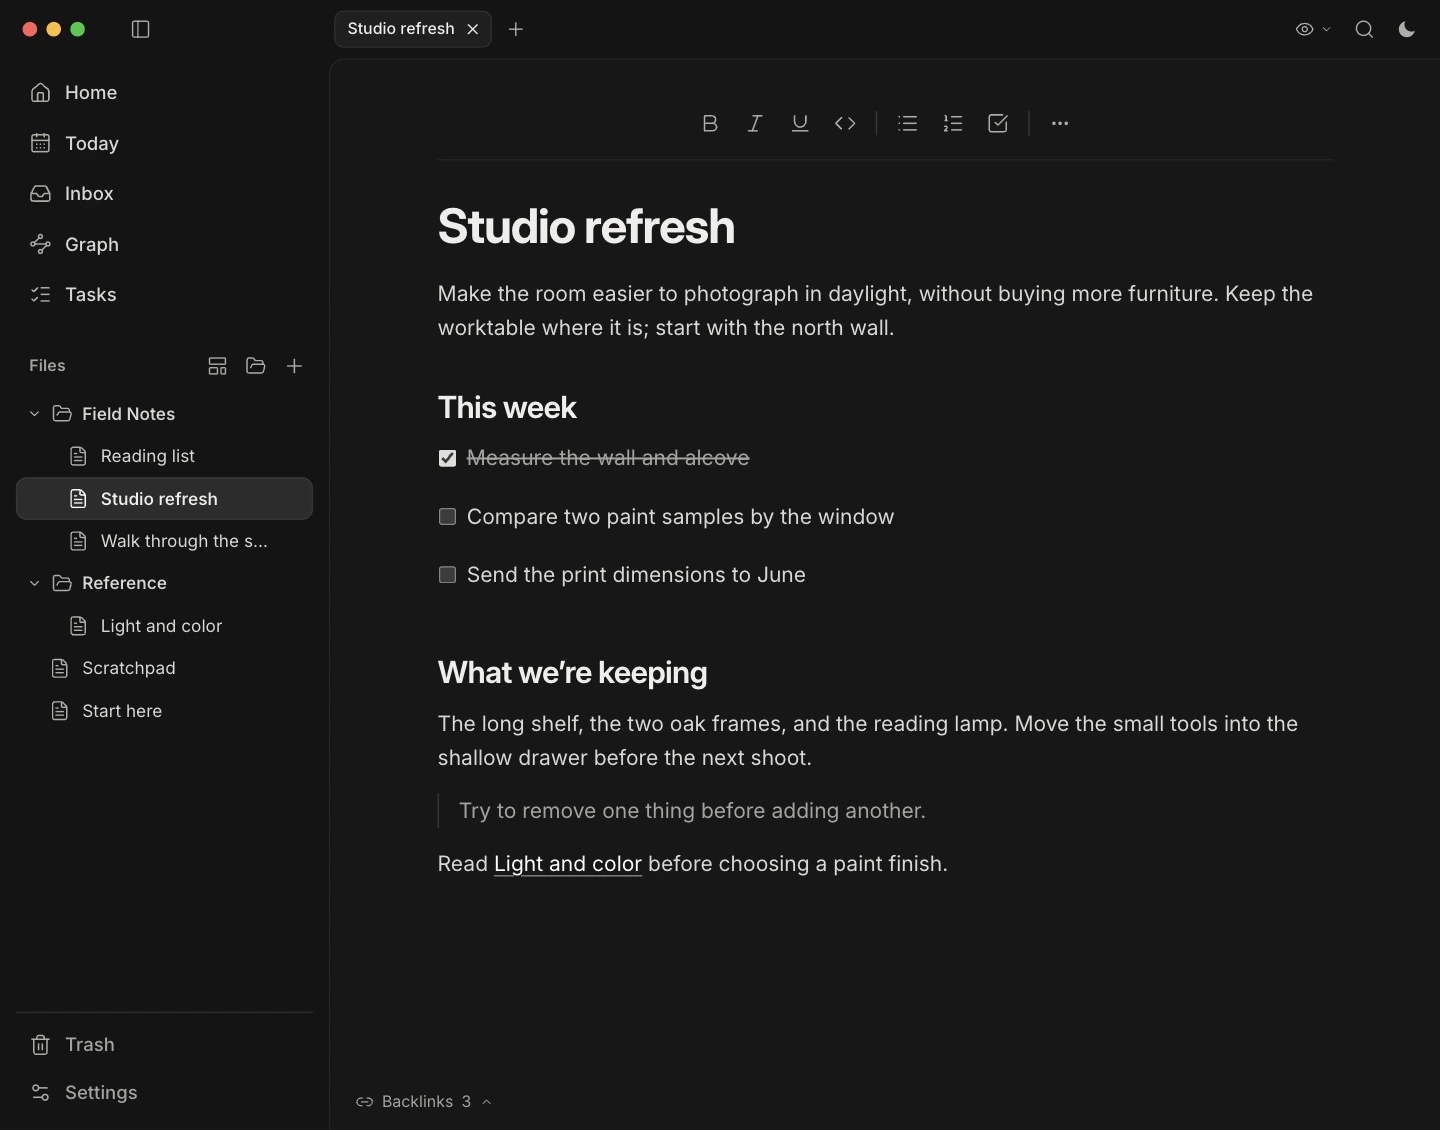 Studio refresh
Home
Today
Inbox
Graph
Tasks
Files
Field Notes
Reading list
Studio refresh
Walk through the s...
Reference
Light and color
Scratchpad
Start here
Trash
Settings
Studio refresh
Make the room easier to photograph in daylight, without buying more furniture. Keep the
worktable where it is; start with the north wall.
This week
Measure the wall and alcove
Compare two paint samples by the window
Send the print dimensions to June
What we’re keeping
The long shelf, the two oak frames, and the reading lamp. Move the small tools into the
shallow drawer before the next shoot.
Try to remove one thing before adding another.
Read Light and color before choosing a paint finish.
Backlinks 3